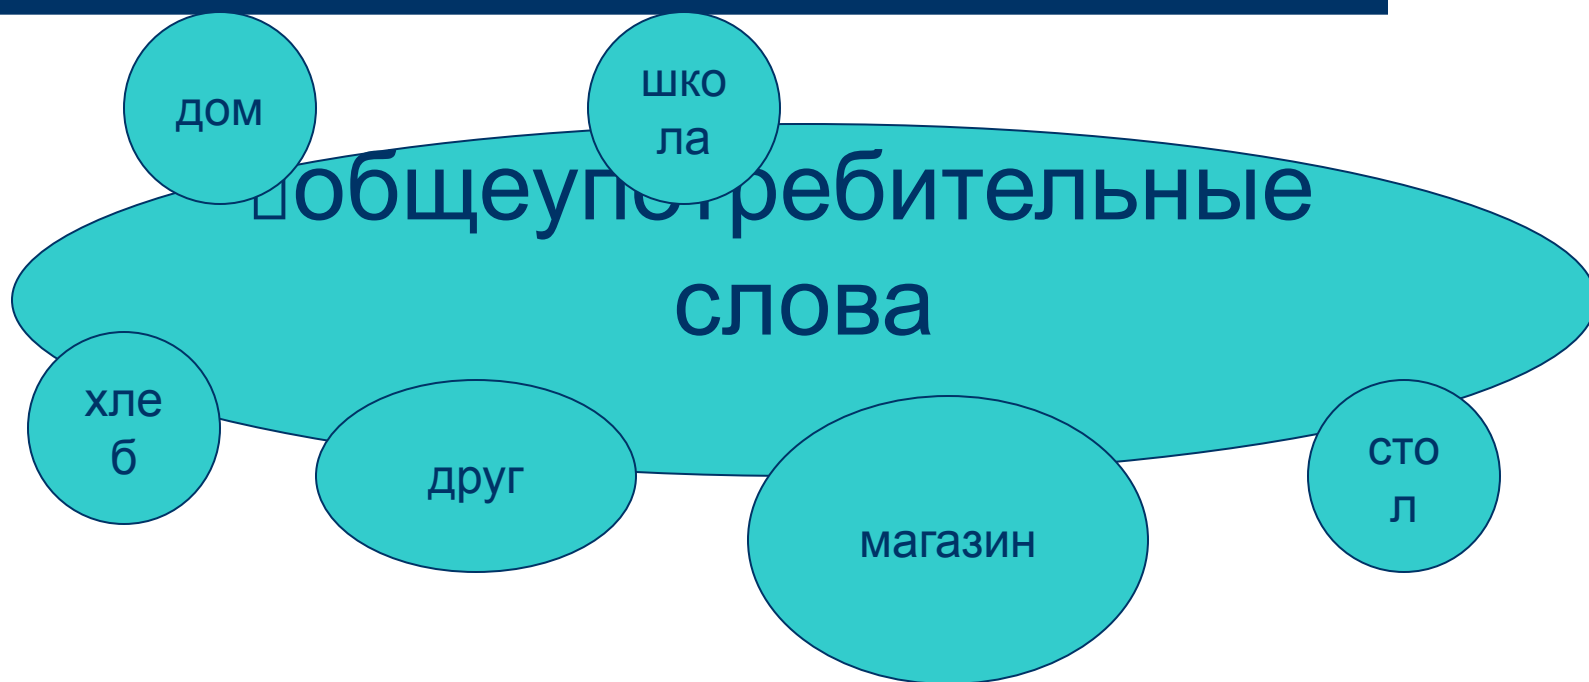 дом
шко
ла
общеупотребительные
слова
хле
б
друг
магазин
сто
л